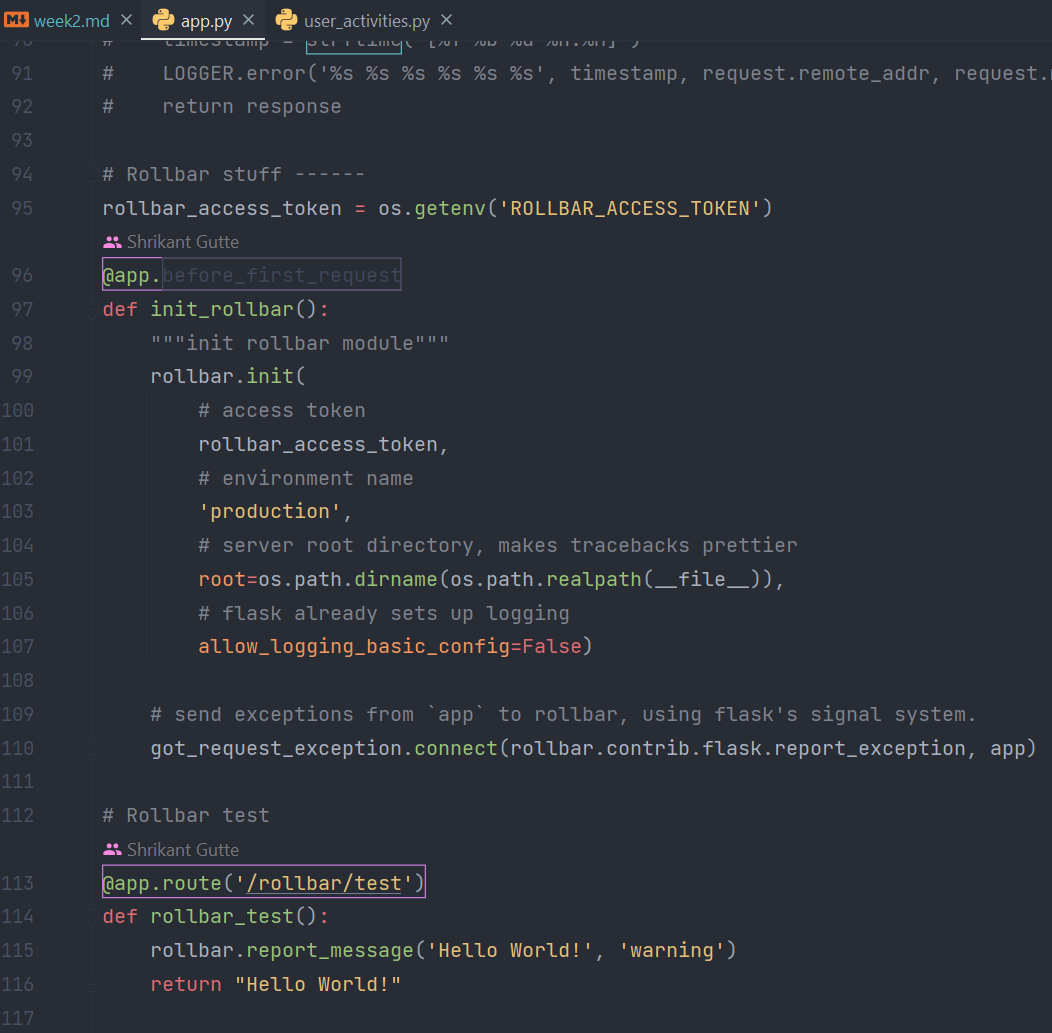 week2.md × app.py × user_activities.py ×
90 # timestamp = strftime('[%Y-%b-%d %H:%M]')
91 # LOGGER.error('%s %s %s %s %s %s', timestamp, request.remote_addr, request.
92 # return response
93
94 # Rollbar stuff ------
95 rollbar_access_token = os.getenv('ROLLBAR_ACCESS_TOKEN')
Shrikant Gutte
96 @app.before_first_request
97 def init_rollbar():
98 """init rollbar module"""
99 rollbar.init(
100 # access token
101 rollbar_access_token,
102 # environment name
103 'production',
104 # server root directory, makes tracebacks prettier
105 root=os.path.dirname(os.path.realpath(__file__)),
106 # flask already sets up logging
107 allow_logging_basic_config=False)
108
109 # send exceptions from `app` to rollbar, using flask's signal system.
110 got_request_exception.connect(rollbar.contrib.flask.report_exception, app)
111
112 # Rollbar test
Shrikant Gutte
113 @app.route('/rollbar/test')
114 def rollbar_test():
115 rollbar.report_message('Hello World!', 'warning')
116 return "Hello World!"
117